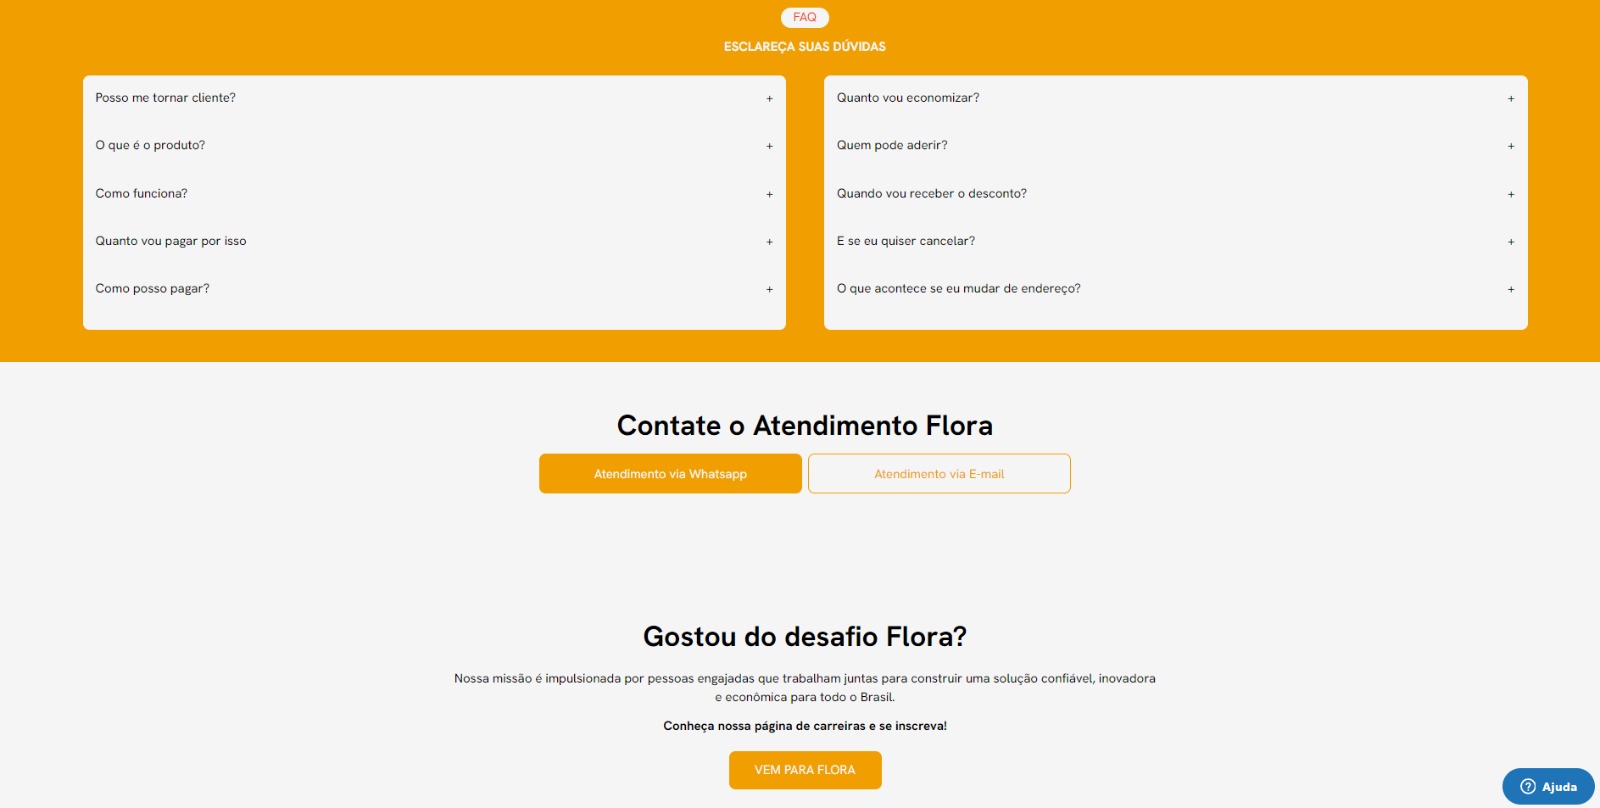 FAQ
ESCLAREÇA SUAS DÚVIDAS
Posso me tornar cliente? +
O que é o produto? +
Como funciona? +
Quanto vou pagar por isso +
Como posso pagar? +
Quanto vou economizar? +
Quem pode aderir? +
Quando vou receber o desconto? +
E se eu quiser cancelar? +
O que acontece se eu mudar de endereço? +
Contate o Atendimento Flora
Atendimento via Whatsapp
Atendimento via E-mail
Gostou do desafio Flora?
Nossa missão é impulsionada por pessoas engajadas que trabalham juntas para construir uma solução confiável, inovadora
e econômica para todo o Brasil.
Conheça nossa página de carreiras e se inscreva!
VEM PARA FLORA
? Ajuda